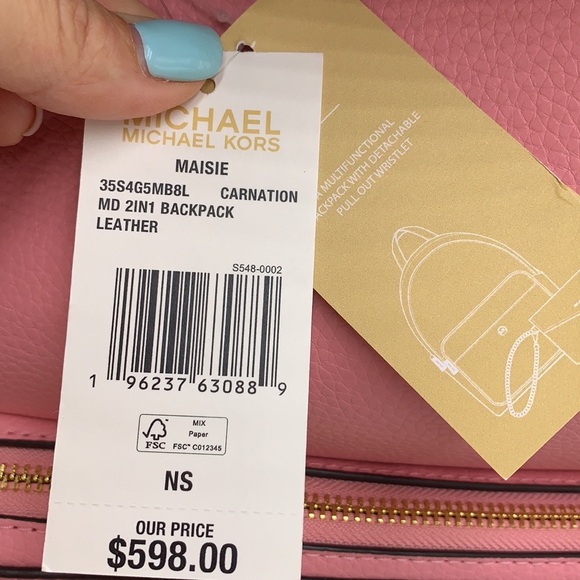 MICHAEL
MICHAEL KORS
MAISIE
35S4G5MB8L CARNATION
MD 2IN1 BACKPACK
LEATHER
S548-0002
1 96237 63088 9
FSC
MIX
Paper
FSC® C012345
NS
OUR PRICE
$598.00
MULTIFUNCTIONAL
BACKPACK WITH DETACHABLE
PULL OUT WRISTLET